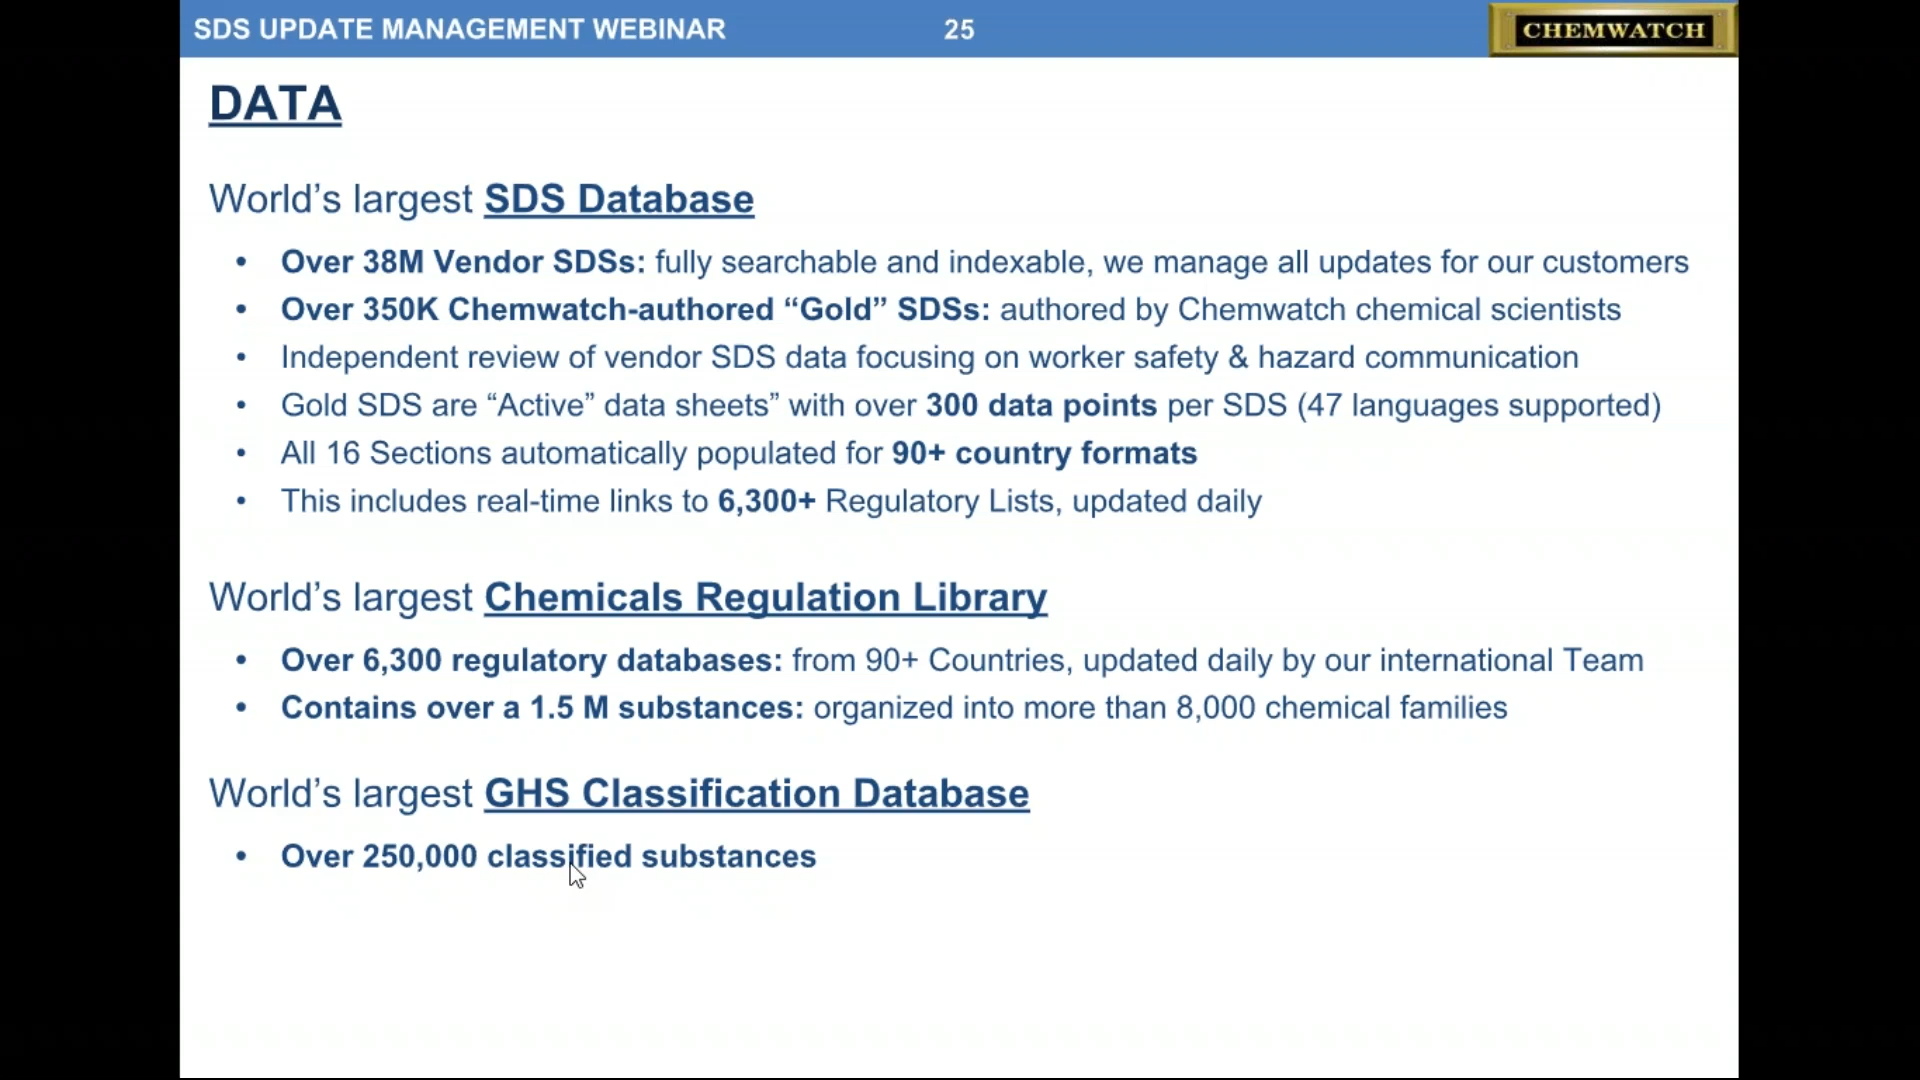 SDS UPDATE MANAGEMENT WEBINAR 25 CHEMWATCH
DATA
World’s largest SDS Database
• Over 38M Vendor SDSs: fully searchable and indexable, we manage all updates for our customers
• Over 350K Chemwatch-authored “Gold” SDSs: authored by Chemwatch chemical scientists
• Independent review of vendor SDS data focusing on worker safety & hazard communication
• Gold SDS are “Active” data sheets” with over 300 data points per SDS (47 languages supported)
• All 16 Sections automatically populated for 90+ country formats
• This includes real-time links to 6,300+ Regulatory Lists, updated daily
World’s largest Chemicals Regulation Library
• Over 6,300 regulatory databases: from 90+ Countries, updated daily by our international Team
• Contains over a 1.5 M substances: organized into more than 8,000 chemical families
World’s largest GHS Classification Database
• Over 250,000 classified substances